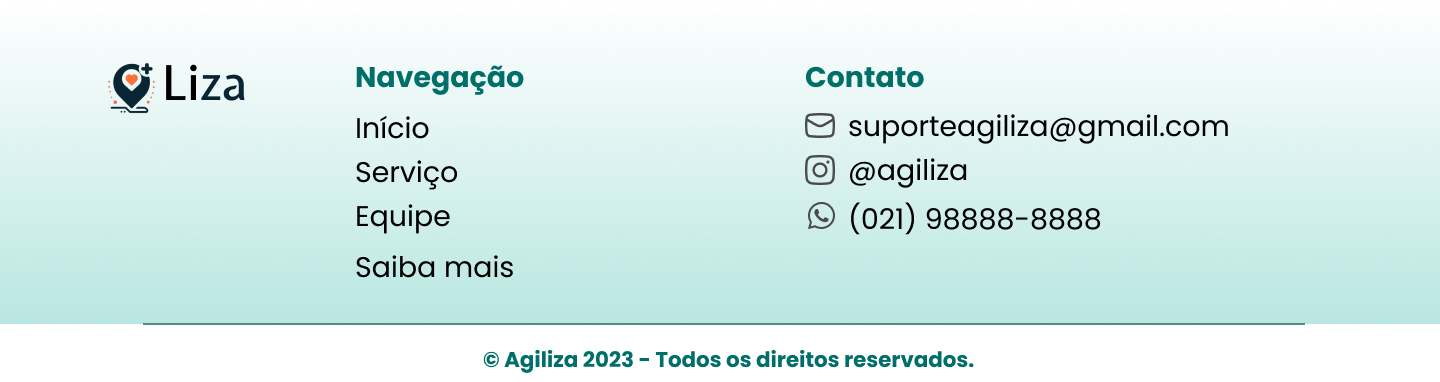 Liza
Navegação
Início
Serviço
Equipe
Saiba mais
Contato
suporteagiliza@gmail.com
@agiliza
(021) 98888-8888
© Agiliza 2023 - Todos os direitos reservados.